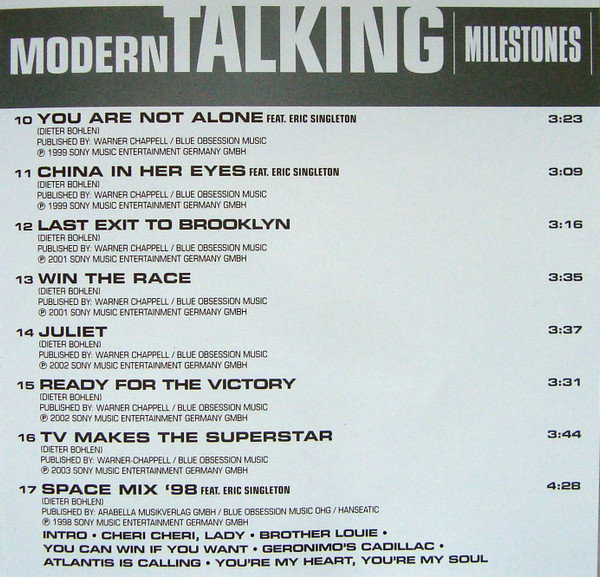 MODERN TALKING | MILESTONES |
10 YOU ARE NOT ALONE FEAT. ERIC SINGLETON 3:23
(DIETER BOHLEN)
PUBLISHED BY: WARNER CHAPPELL / BLUE OBSESSION MUSIC
℗ 1999 SONY MUSIC ENTERTAINMENT GERMANY GMBH
11 CHINA IN HER EYES FEAT. ERIC SINGLETON 3:09
(DIETER BOHLEN)
PUBLISHED BY: WARNER CHAPPELL / BLUE OBSESSION MUSIC
℗ 1999 SONY MUSIC ENTERTAINMENT GERMANY GMBH
12 LAST EXIT TO BROOKLYN 3:16
(DIETER BOHLEN)
PUBLISHED BY: WARNER CHAPPELL / BLUE OBSESSION MUSIC
℗ 2001 SONY MUSIC ENTERTAINMENT GERMANY GMBH
13 WIN THE RACE 3:35
(DIETER BOHLEN)
PUBLISHED BY: WARNER CHAPPELL / BLUE OBSESSION MUSIC
℗ 2001 SONY MUSIC ENTERTAINMENT GERMANY GMBH
14 JULIET 3:37
(DIETER BOHLEN)
PUBLISHED BY: WARNER CHAPPELL / BLUE OBSESSION MUSIC
℗ 2002 SONY MUSIC ENTERTAINMENT GERMANY GMBH
15 READY FOR THE VICTORY 3:31
(DIETER BOHLEN)
PUBLISHED BY: WARNER CHAPPELL / BLUE OBSESSION MUSIC
℗ 2002 SONY MUSIC ENTERTAINMENT GERMANY GMBH
16 TV MAKES THE SUPERSTAR 3:44
(DIETER BOHLEN)
PUBLISHED BY: WARNER-CHAPPELL / BLUE OBSESSION MUSIC
℗ 2003 SONY MUSIC ENTERTAINMENT GERMANY GMBH
17 SPACE MIX '98 FEAT. ERIC SINGLETON 4:28
(DIETER BOHLEN)
PUBLISHED BY: ARABELLA MUSIKVERLAG GMBH / BLUE OBSESSION MUSIC OHG / HANSEATIC
℗ 1998 SONY MUSIC ENTERTAINMENT GERMANY GMBH
INTRO • CHERI CHERI, LADY • BROTHER LOUIE •
YOU CAN WIN IF YOU WANT • GERONIMO'S CADILLAC •
ATLANTIS IS CALLING • YOU'RE MY HEART, YOU'RE MY SOUL